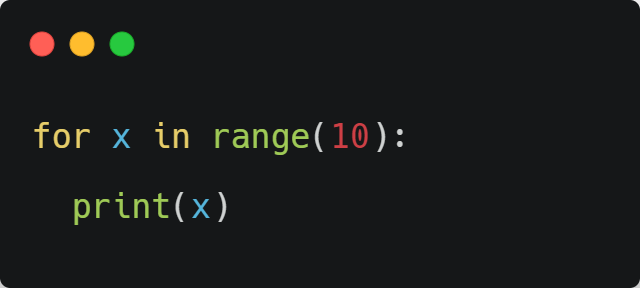 for x in range(10):
  print(x)